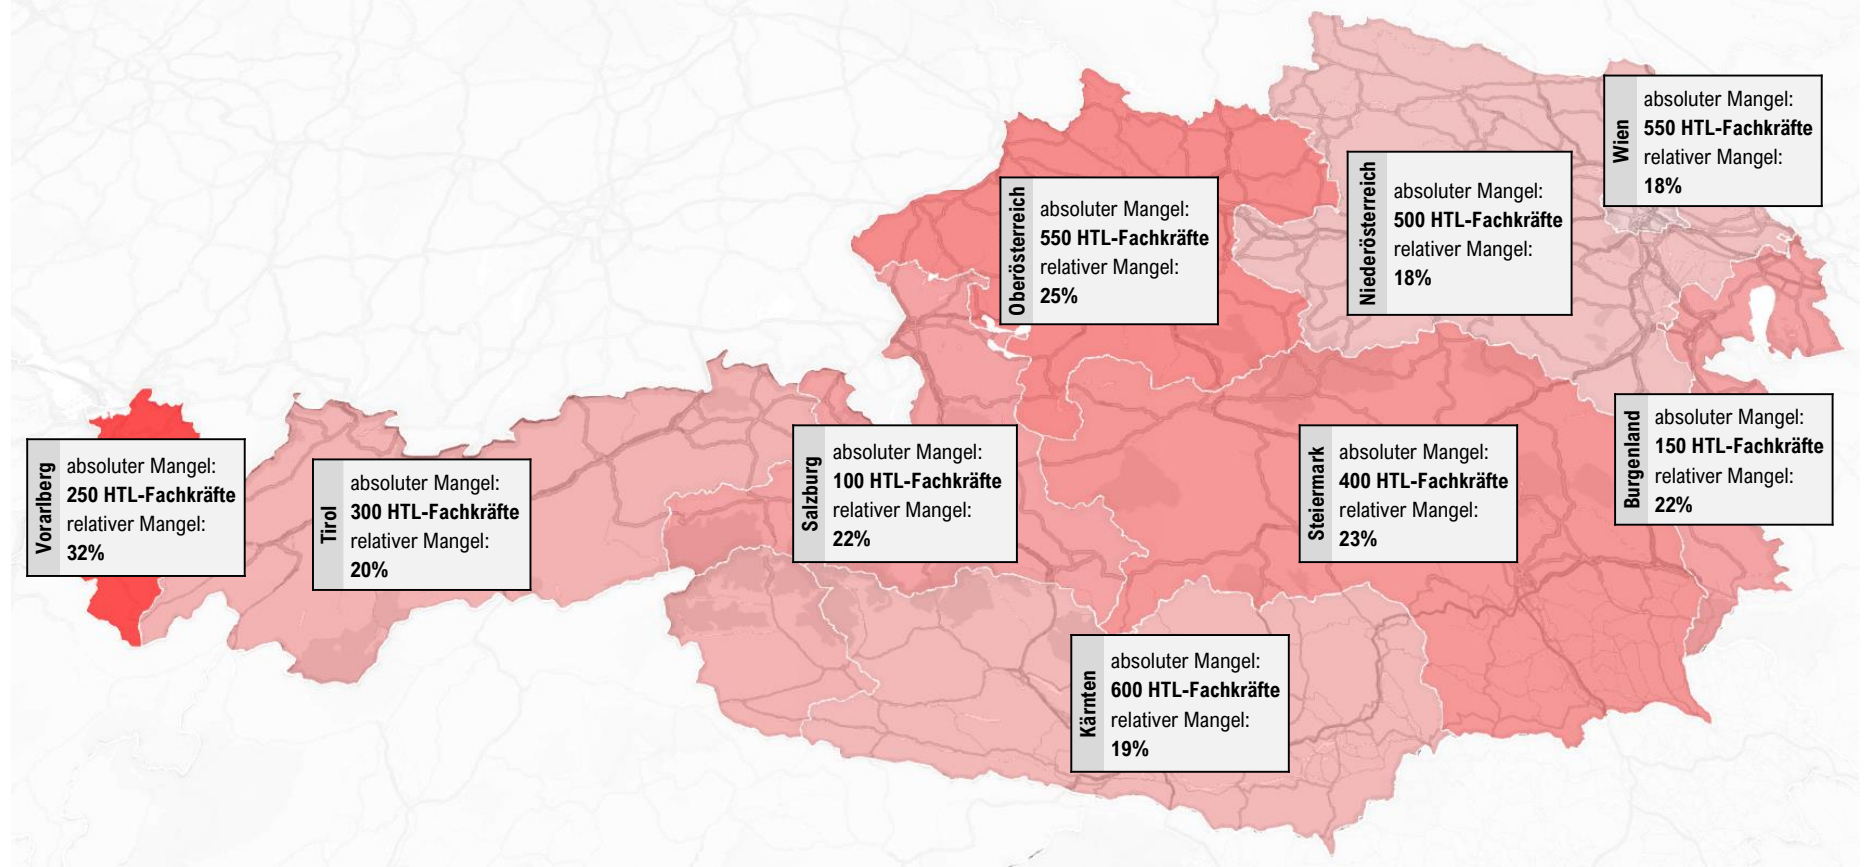 Wien
absoluter Mangel:
550 HTL-Fachkräfte
relativer Mangel:
18%
Niederösterreich
absoluter Mangel:
500 HTL-Fachkräfte
relativer Mangel:
18%
Oberösterreich
absoluter Mangel:
550 HTL-Fachkräfte
relativer Mangel:
25%
Burgenland
absoluter Mangel:
150 HTL-Fachkräfte
relativer Mangel:
22%
Vorarlberg
absoluter Mangel:
250 HTL-Fachkräfte
relativer Mangel:
32%
Tirol
absoluter Mangel:
300 HTL-Fachkräfte
relativer Mangel:
20%
Salzburg
absoluter Mangel:
100 HTL-Fachkräfte
relativer Mangel:
22%
Steiermark
absoluter Mangel:
400 HTL-Fachkräfte
relativer Mangel:
23%
Kärnten
absoluter Mangel:
600 HTL-Fachkräfte
relativer Mangel:
19%